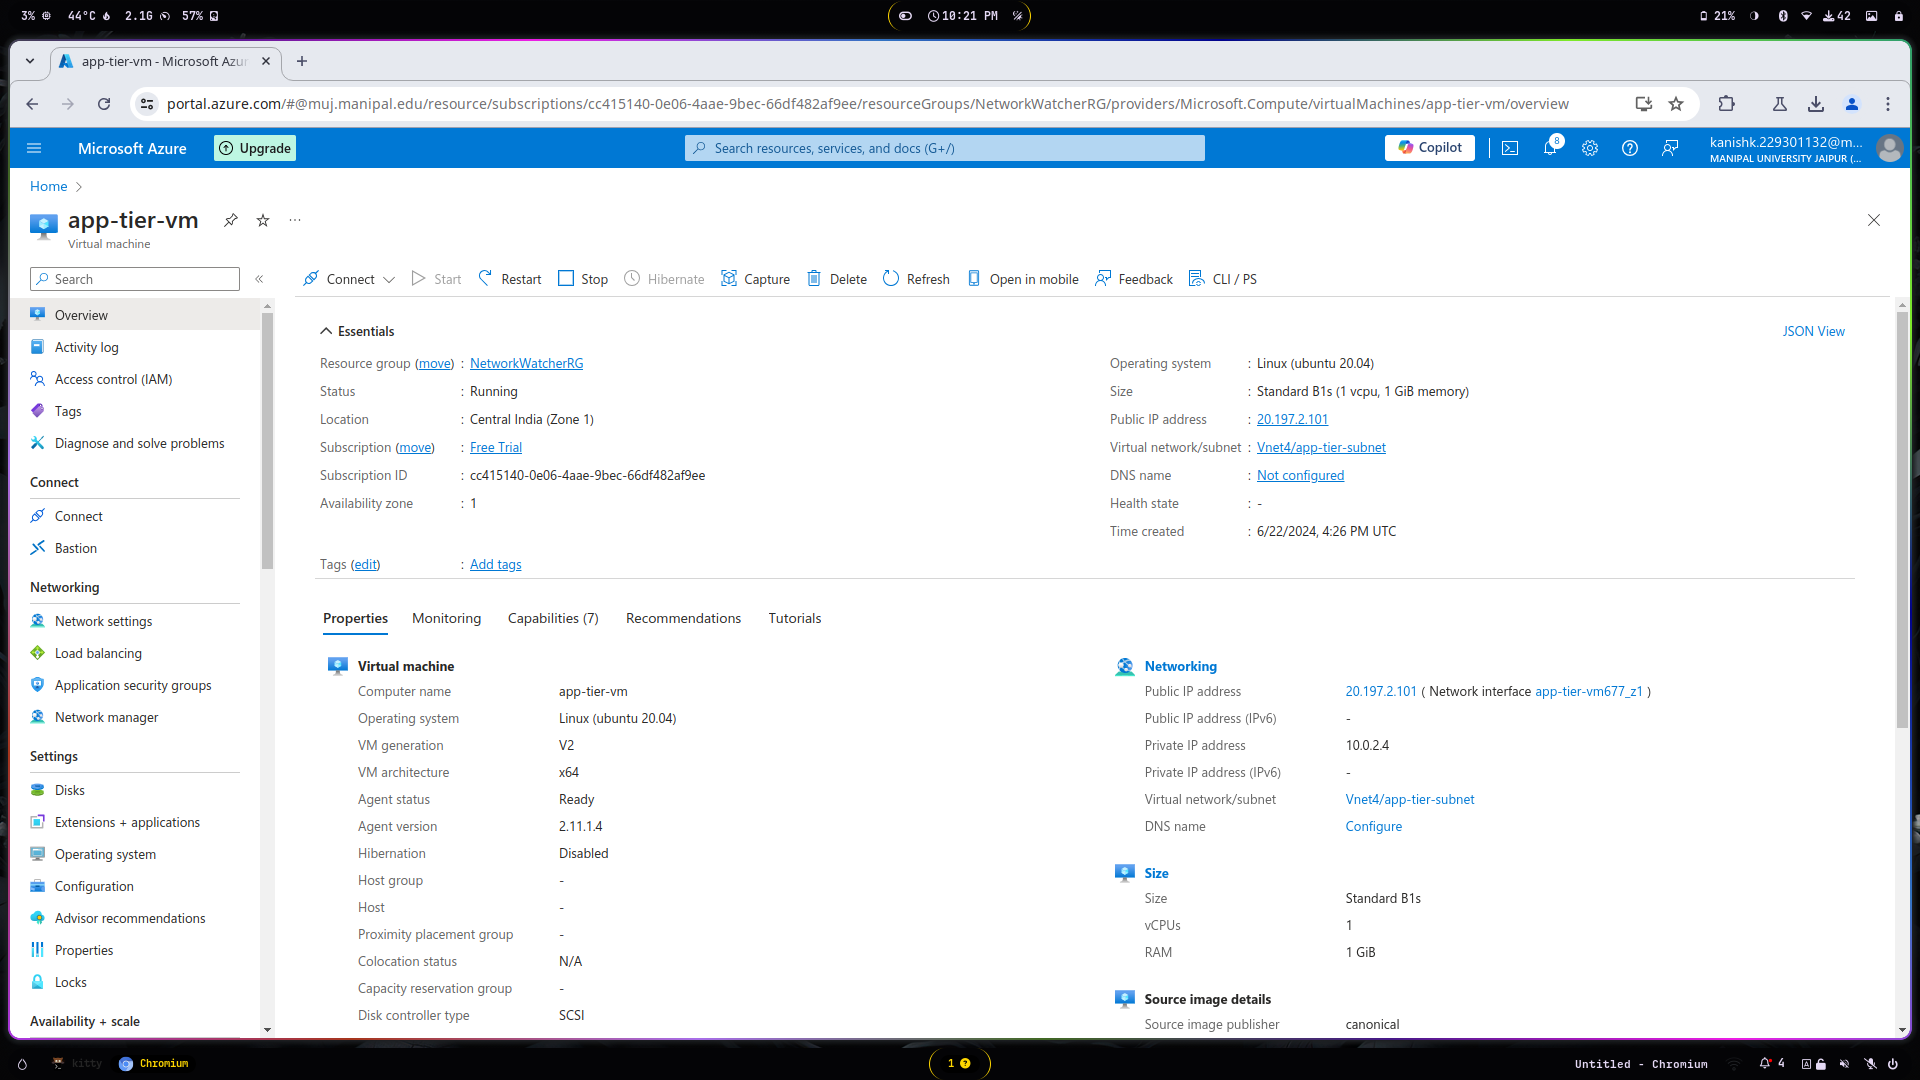 3% 44°C 2.1G 57%
10:21 PM
21% 42
app-tier-vm - Microsoft Azur
portal.azure.com/#@muj.manipal.edu/resource/subscriptions/cc415140-0e06-4aae-9bec-66df482af9ee/resourceGroups/NetworkWatcherRG/providers/Microsoft.Compute/virtualMachines/app-tier-vm/overview
Microsoft Azure
Upgrade
Search resources, services, and docs (G+/)
Copilot
8
kanishk.229301132@m...
MANIPAL UNIVERSITY JAIPUR (...
Home
app-tier-vm
Virtual machine
Search
Overview
Activity log
Access control (IAM)
Tags
Diagnose and solve problems
Connect
Connect
Bastion
Networking
Network settings
Load balancing
Application security groups
Network manager
Settings
Disks
Extensions + applications
Operating system
Configuration
Advisor recommendations
Properties
Locks
Availability + scale
Connect Start Restart Stop Hibernate Capture Delete Refresh Open in mobile Feedback CLI / PS
Essentials
JSON View
Resource group (move) : NetworkWatcherRG
Status : Running
Location : Central India (Zone 1)
Subscription (move) : Free Trial
Subscription ID : cc415140-0e06-4aae-9bec-66df482af9ee
Availability zone : 1
Operating system : Linux (ubuntu 20.04)
Size : Standard B1s (1 vcpu, 1 GiB memory)
Public IP address : 20.197.2.101
Virtual network/subnet : Vnet4/app-tier-subnet
DNS name : Not configured
Health state : -
Time created : 6/22/2024, 4:26 PM UTC
Tags (edit) : Add tags
Properties Monitoring Capabilities (7) Recommendations Tutorials
Virtual machine
Computer name app-tier-vm
Operating system Linux (ubuntu 20.04)
VM generation V2
VM architecture x64
Agent status Ready
Agent version 2.11.1.4
Hibernation Disabled
Host group -
Host -
Proximity placement group -
Colocation status N/A
Capacity reservation group -
Disk controller type SCSI
Networking
Public IP address 20.197.2.101 ( Network interface app-tier-vm677_z1 )
Public IP address (IPv6) -
Private IP address 10.0.2.4
Private IP address (IPv6) -
Virtual network/subnet Vnet4/app-tier-subnet
DNS name Configure
Size
Size Standard B1s
vCPUs 1
RAM 1 GiB
Source image details
Source image publisher canonical
kitty Chromium
1
Untitled - Chromium
4